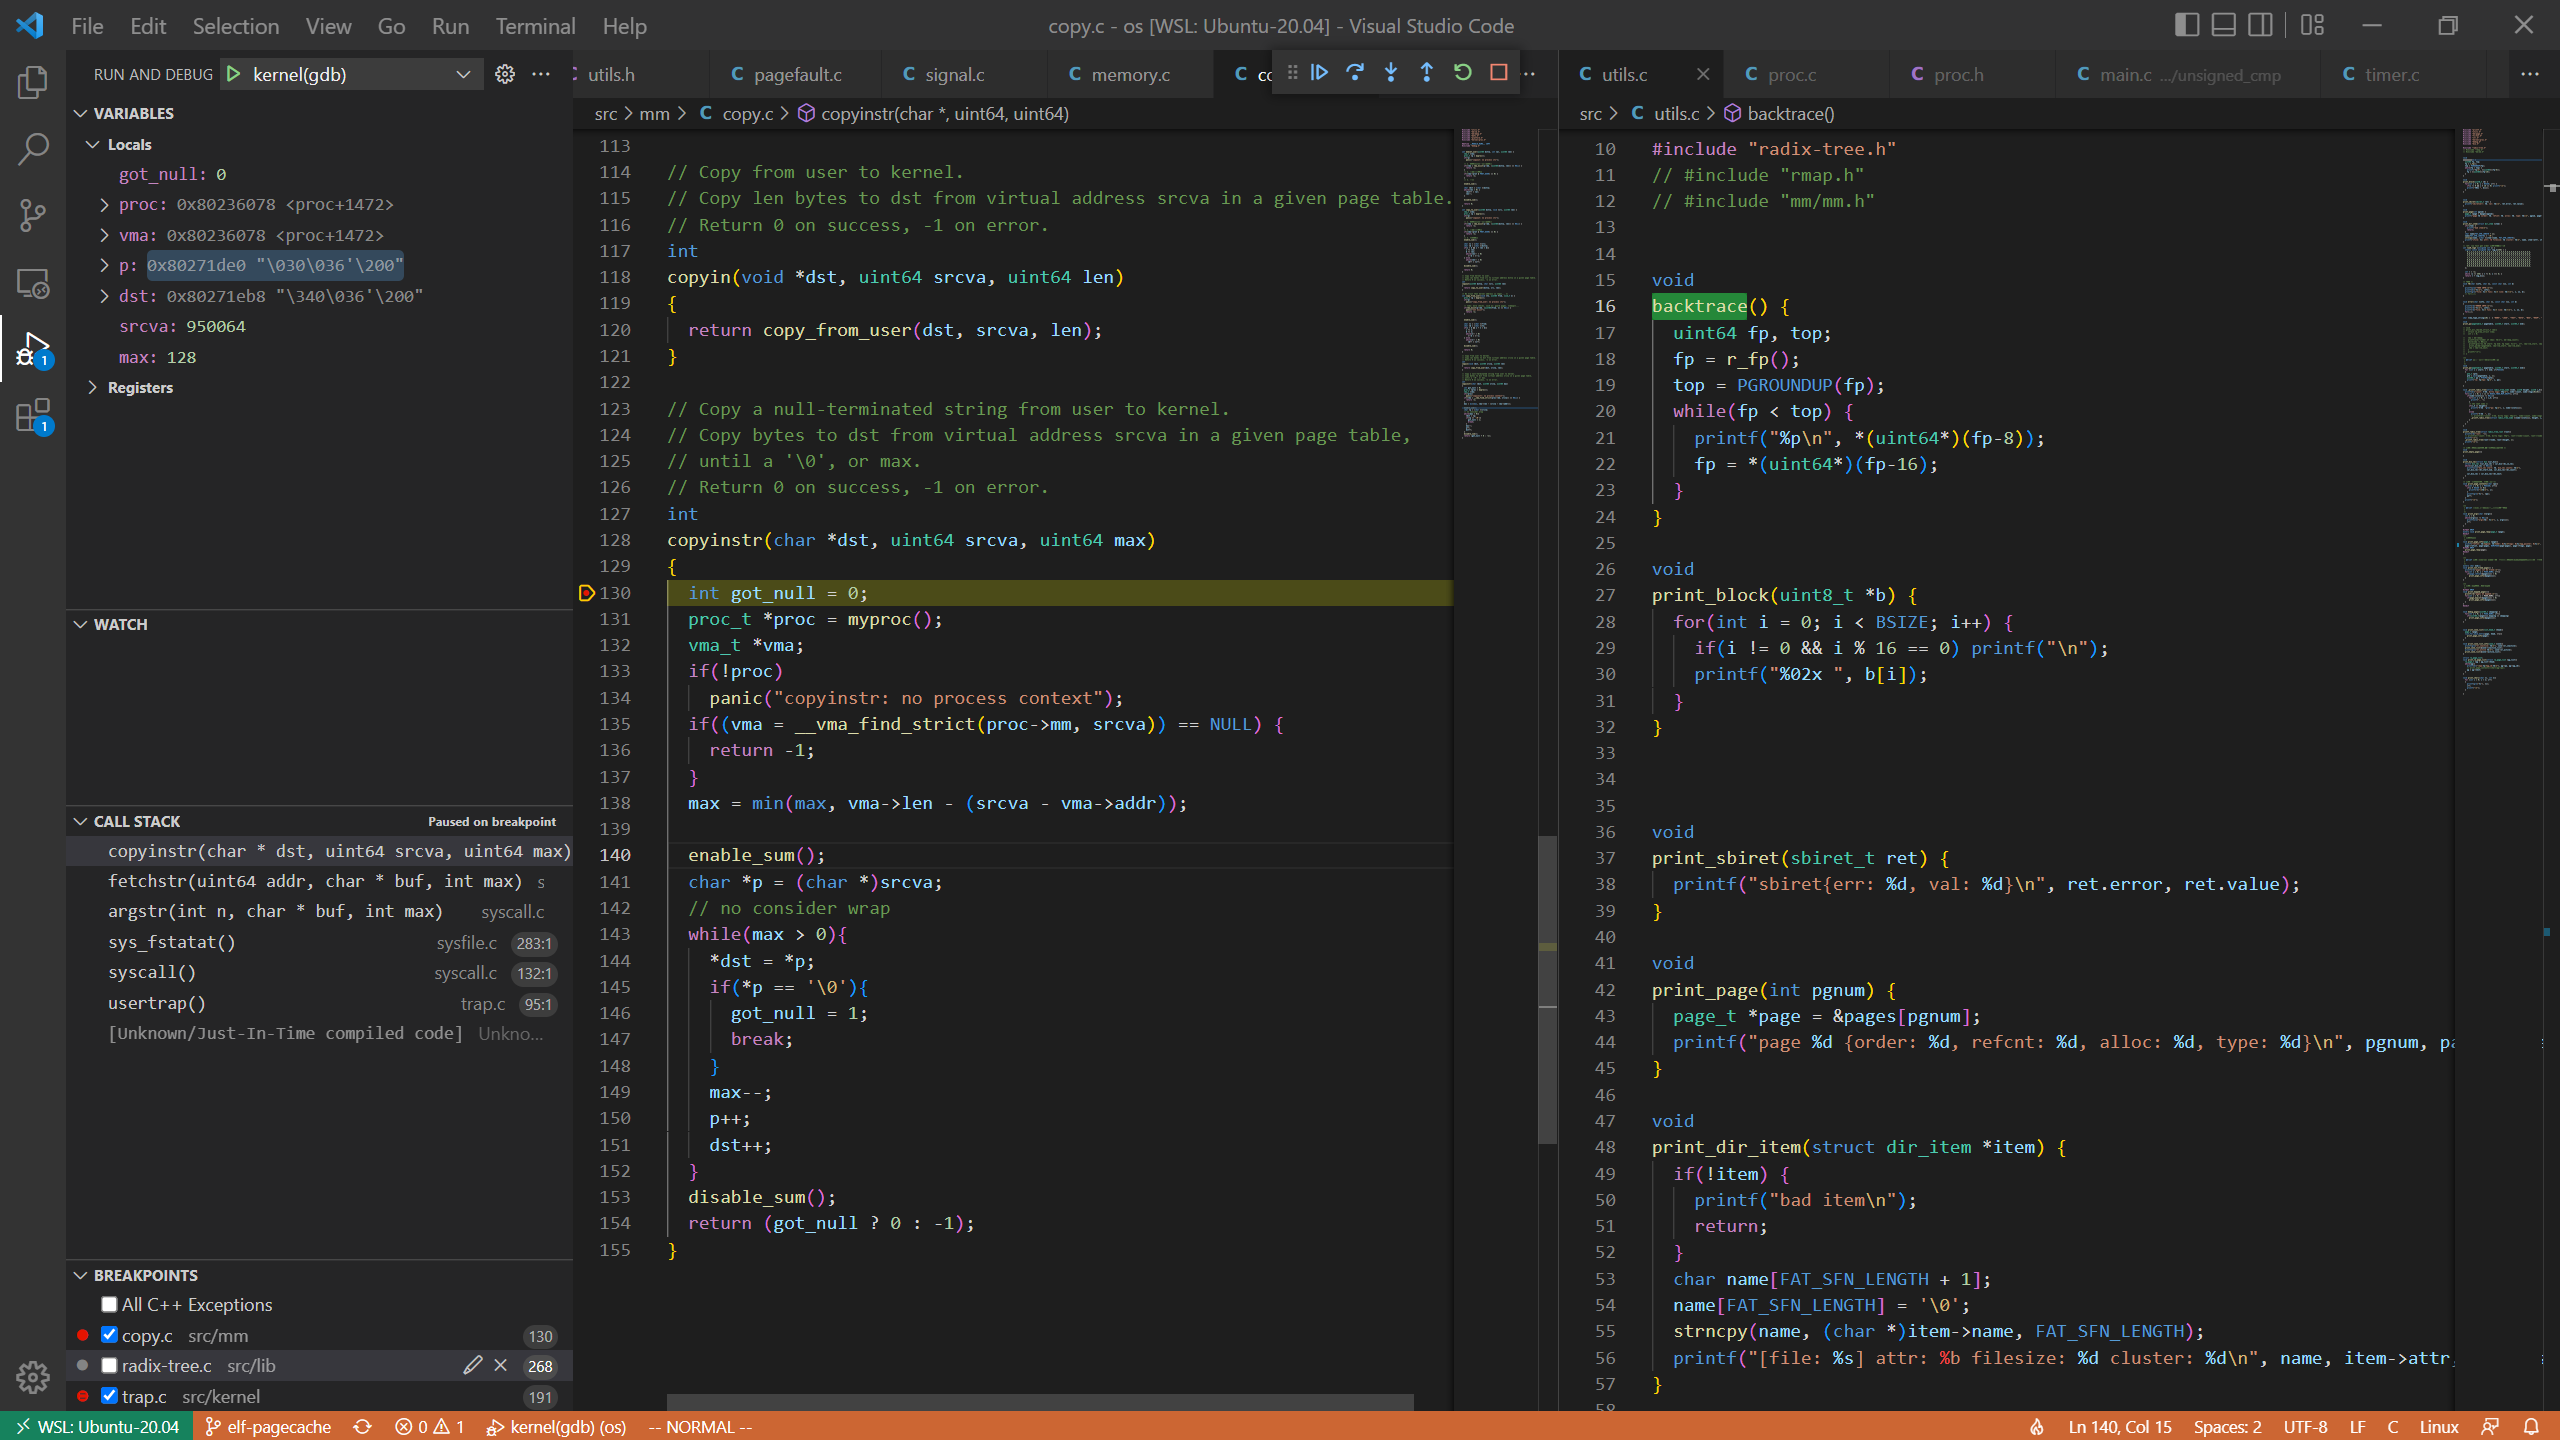 File Edit Selection View Go Run Terminal Help
copy.c - os [WSL: Ubuntu-20.04] - Visual Studio Code
RUN AND DEBUG kernel(gdb)
VARIABLES
Locals
got_null: 0
proc: 0x80236078 <proc+1472>
vma: 0x80236078 <proc+1472>
p: 0x80271de0 "\030\036'\200"
dst: 0x80271eb8 "\340\036'\200"
srcva: 950064
max: 128
Registers
1
1
WATCH
CALL STACK Paused on breakpoint
copyinstr(char * dst, uint64 srcva, uint64 max)
fetchstr(uint64 addr, char * buf, int max) s
argstr(int n, char * buf, int max) syscall.c
sys_fstatat() sysfile.c 283:1
syscall() syscall.c 132:1
usertrap() trap.c 95:1
[Unknown/Just-In-Time compiled code] Unkno...
BREAKPOINTS
All C++ Exceptions
copy.c src/mm 130
radix-tree.c src/lib 268
trap.c src/kernel 191
utils.h pagefault.c signal.c memory.c
src > mm > C copy.c > copyinstr(char *, uint64, uint64)
113
114 // Copy from user to kernel.
115 // Copy len bytes to dst from virtual address srcva in a given page table.
116 // Return 0 on success, -1 on error.
117 int
118 copyin(void *dst, uint64 srcva, uint64 len)
119 {
120 return copy_from_user(dst, srcva, len);
121 }
122
123 // Copy a null-terminated string from user to kernel.
124 // Copy bytes to dst from virtual address srcva in a given page table,
125 // until a '\0', or max.
126 // Return 0 on success, -1 on error.
127 int
128 copyinstr(char *dst, uint64 srcva, uint64 max)
129 {
130 int got_null = 0;
131 proc_t *proc = myproc();
132 vma_t *vma;
133 if(!proc)
134 panic("copyinstr: no process context");
135 if((vma = __vma_find_strict(proc->mm, srcva)) == NULL) {
136 return -1;
137 }
138 max = min(max, vma->len - (srcva - vma->addr));
139
140 enable_sum();
141 char *p = (char *)srcva;
142 // no consider wrap
143 while(max > 0){
144 *dst = *p;
145 if(*p == '\0'){
146 got_null = 1;
147 break;
148 }
149 max--;
150 p++;
151 dst++;
152 }
153 disable_sum();
154 return (got_null ? 0 : -1);
155 }
C utils.c C proc.c C proc.h C main.c .../unsigned_cmp C timer.c
src > C utils.c > backtrace()
10 #include "radix-tree.h"
11 // #include "rmap.h"
12 // #include "mm/mm.h"
13
14
15 void
16 backtrace() {
17 uint64 fp, top;
18 fp = r_fp();
19 top = PGROUNDUP(fp);
20 while(fp < top) {
21 printf("%p\n", *(uint64*)(fp-8));
22 fp = *(uint64*)(fp-16);
23 }
24 }
25
26 void
27 print_block(uint8_t *b) {
28 for(int i = 0; i < BSIZE; i++) {
29 if(i != 0 && i % 16 == 0) printf("\n");
30 printf("%02x ", b[i]);
31 }
32 }
33
34
35
36 void
37 print_sbiret(sbiret_t ret) {
38 printf("sbiret{err: %d, val: %d}\n", ret.error, ret.value);
39 }
40
41 void
42 print_page(int pgnum) {
43 page_t *page = &pages[pgnum];
44 printf("page %d {order: %d, refcnt: %d, alloc: %d, type: %d}\n", pgnum,
45 }
46
47 void
48 print_dir_item(struct dir_item *item) {
49 if(!item) {
50 printf("bad item\n");
51 return;
52 }
53 char name[FAT_SFN_LENGTH + 1];
54 name[FAT_SFN_LENGTH] = '\0';
55 strncpy(name, (char *)item->name, FAT_SFN_LENGTH);
56 printf("[file: %s] attr: %b filesize: %d cluster: %d\n", name, item->attr,
57 }
58
WSL: Ubuntu-20.04 elf-pagecache 0 1 kernel(gdb) (os) -- NORMAL --
Ln 140, Col 15 Spaces: 2 UTF-8 LF C Linux